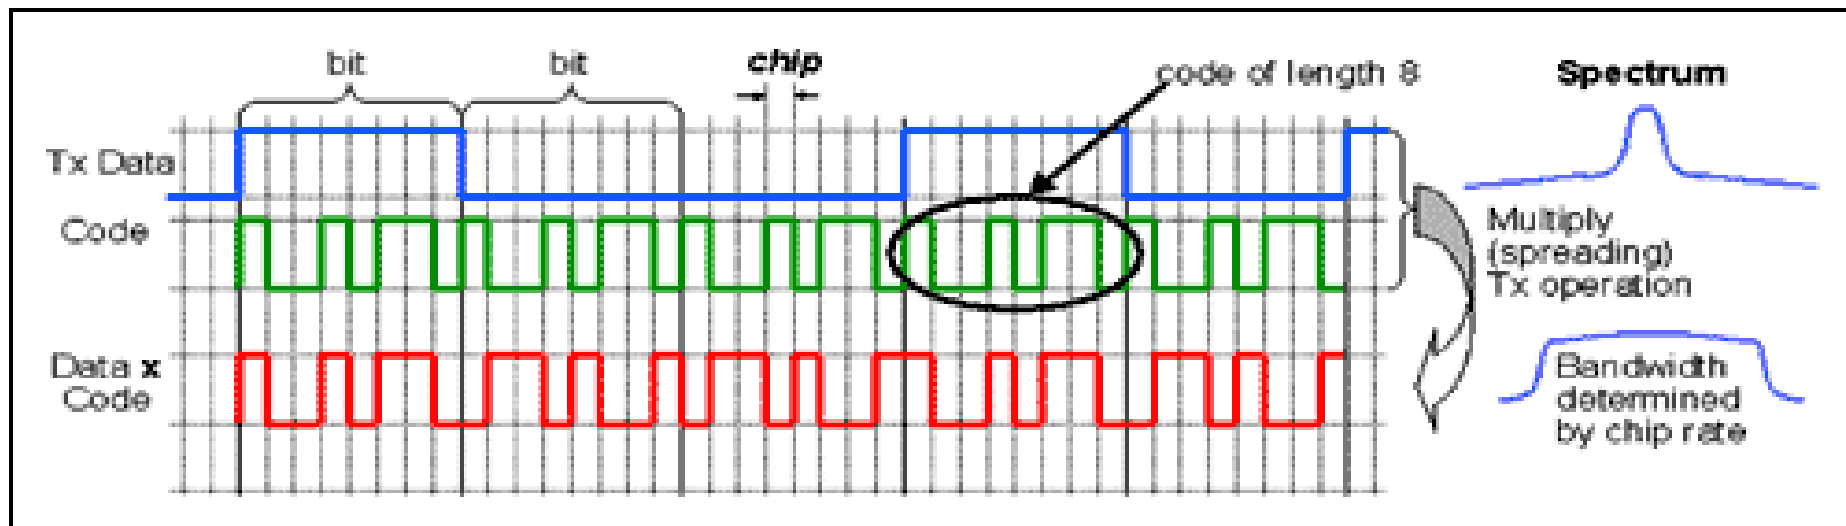 bit
bit
chip
code of length 8
Spectrum
Tx Data
Code
Multiply
(spreading)
Tx operation
Data x
Code
Bandwidth
determined
by chip rate